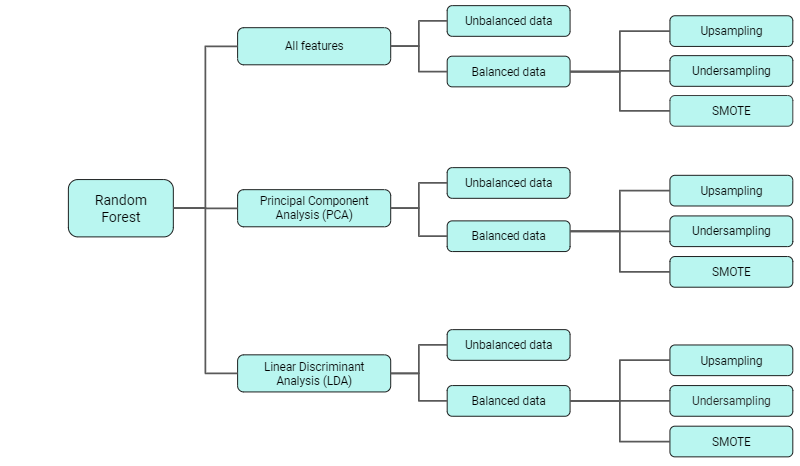 Random
Forest
All features
Unbalanced data
Balanced data
Upsampling
Undersampling
SMOTE
Principal Component
Analysis (PCA)
Unbalanced data
Balanced data
Upsampling
Undersampling
SMOTE
Linear Discriminant
Analysis (LDA)
Unbalanced data
Balanced data
Upsampling
Undersampling
SMOTE